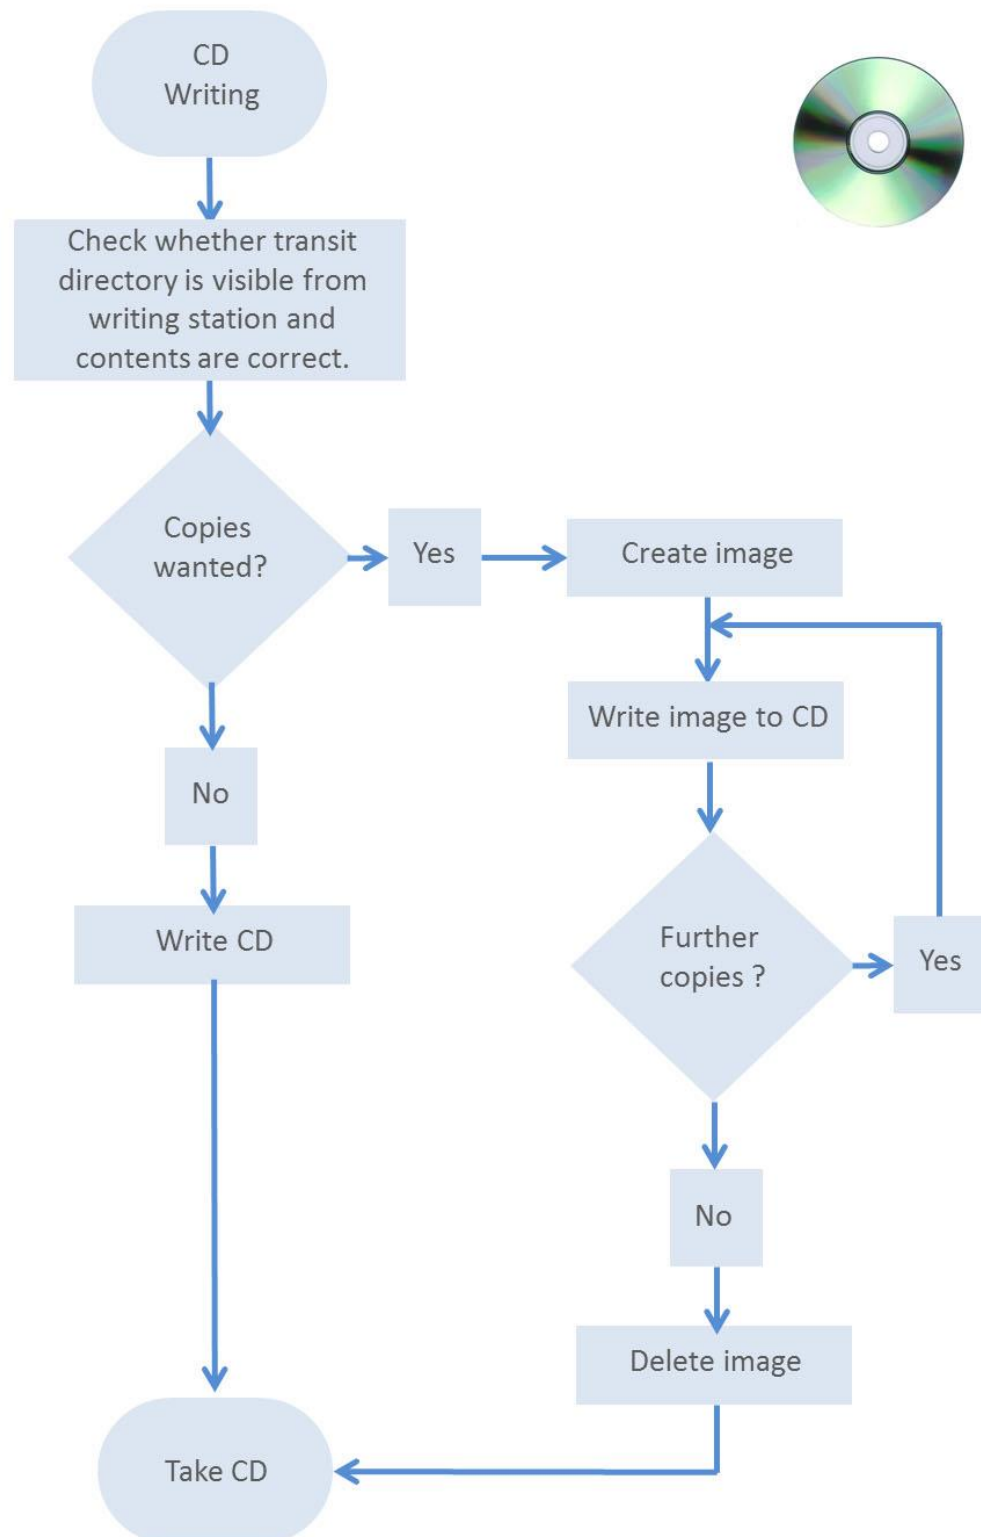 CD
Writing
Check whether transit
directory is visible from
writing station and
contents are correct.
Copies
wanted?
Yes
Create image
Write image to CD
No
Write CD
Further
copies ?
Yes
No
Delete image
Take CD